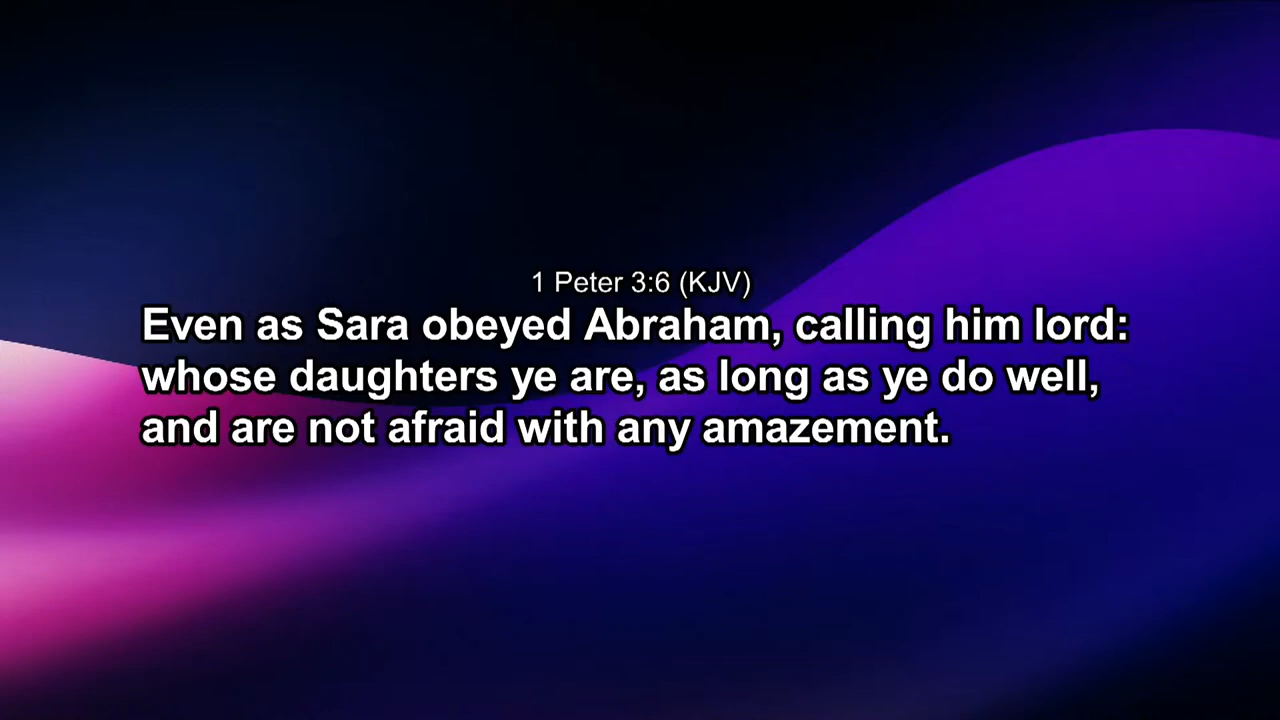 1 Peter 3:6 (KJV)
Even as Sara obeyed Abraham, calling him lord:
whose daughters ye are, as long as ye do well,
and are not afraid with any amazement.